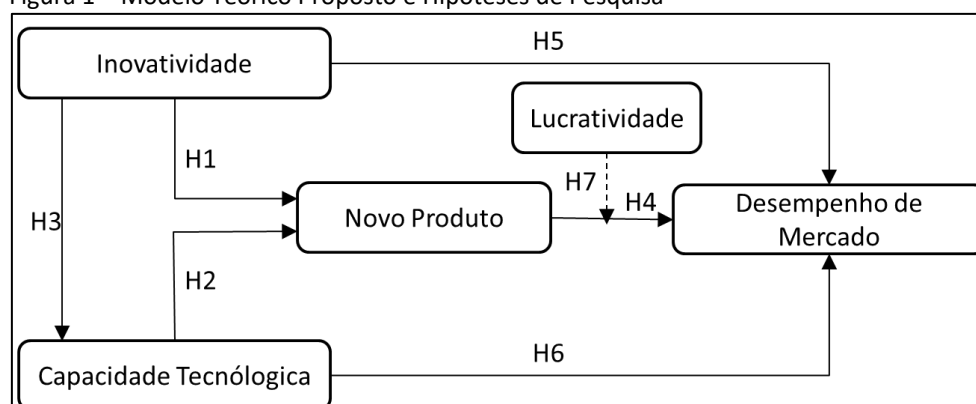 Figura 1 – Modelo Teórico Proposto e Hipóteses de Pesquisa
Inovatividade
H5
Lucratividade
H1
H7
H4
H3
Novo Produto
Desempenho de
Mercado
H2
H6
Capacidade Tecnólogica